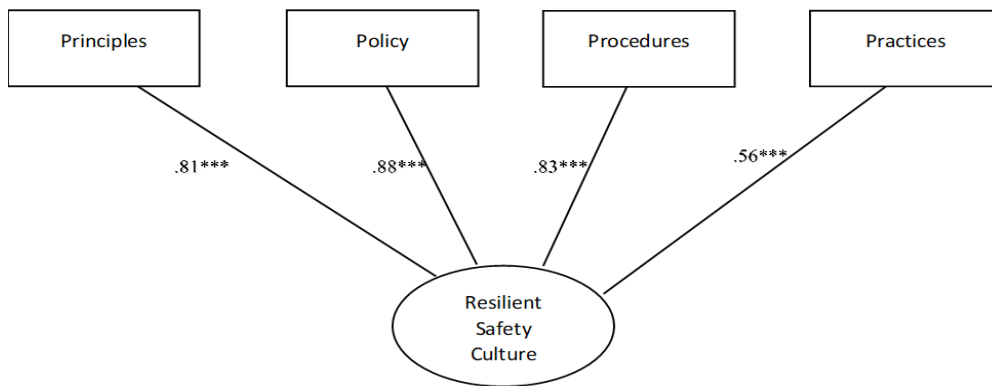 Principles
Policy
Procedures
Practices
.81***
.88***
.83***
.56***
Resilient
Safety
Culture